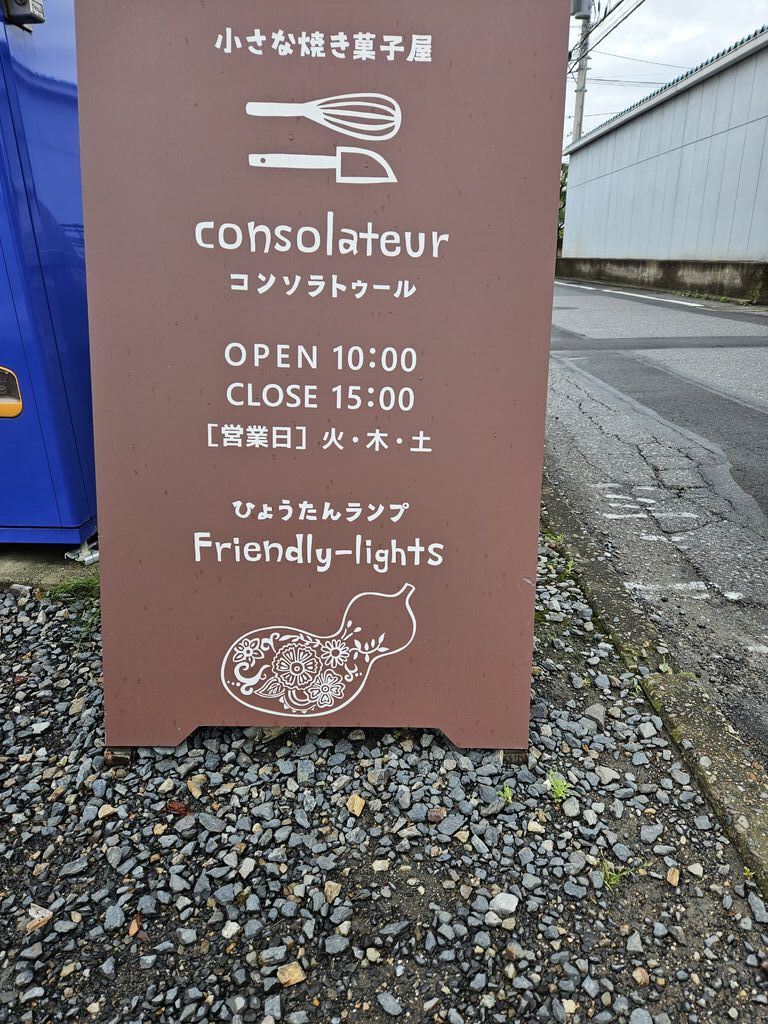 小さな焼き菓子屋
consolateur
コンソラトゥール
OPEN 10:00
CLOSE 15:00
［営業日］ 火・木・土
ひょうたんランプ
Friendly-lights